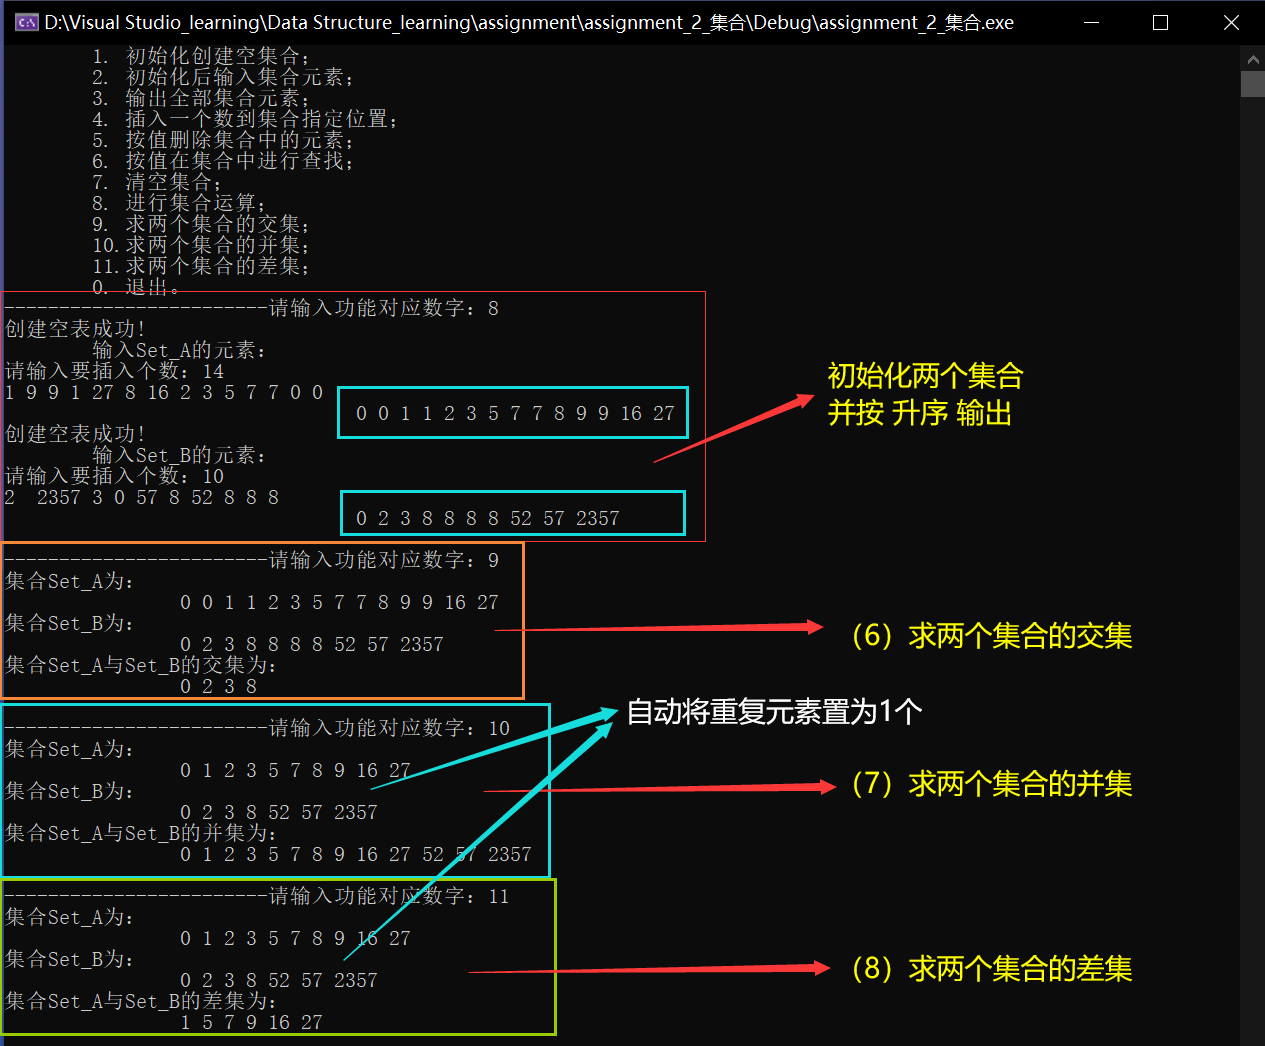 D:\Visual Studio_learning\Data Structure_learning\assignment\assignment_2_集合\Debug\assignment_2_集合.exe
1. 初始化创建空集合;
2. 初始化后输入集合元素;
3. 输出全部集合元素;
4. 插入一个数到集合指定位置;
5. 按值删除集合中的元素;
6. 按值在集合中进行查找;
7. 清空集合;
8. 进行集合运算;
9. 求两个集合的交集;
10.求两个集合的并集;
11.求两个集合的差集;
0. 退出。
------------------------请输入功能对应数字: 8
创建空表成功!
输入Set_A的元素:
请输入要插入个数: 14
1 9 9 1 27 8 16 2 3 5 7 7 0 0
0 0 1 1 2 3 5 7 7 8 9 9 16 27
创建空表成功!
输入Set_B的元素:
请输入要插入个数: 10
2  2357 3 0 57 8 52 8 8 8
0 2 3 8 8 8 8 52 57 2357
初始化两个集合
并按 升序 输出
------------------------请输入功能对应数字: 9
集合Set_A为:
0 0 1 1 2 3 5 7 7 8 9 9 16 27
集合Set_B为:
0 2 3 8 8 8 8 52 57 2357
集合Set_A与Set_B的交集为:
0 2 3 8
（6）求两个集合的交集
自动将重复元素置为1个
------------------------请输入功能对应数字: 10
集合Set_A为:
0 1 2 3 5 7 8 9 16 27
集合Set_B为:
0 2 3 8 52 57 2357
集合Set_A与Set_B的并集为:
0 1 2 3 5 7 8 9 16 27 52 57 2357
（7）求两个集合的并集
------------------------请输入功能对应数字: 11
集合Set_A为:
0 1 2 3 5 7 8 9 16 27
集合Set_B为:
0 2 3 8 52 57 2357
集合Set_A与Set_B的差集为:
1 5 7 9 16 27
（8）求两个集合的差集